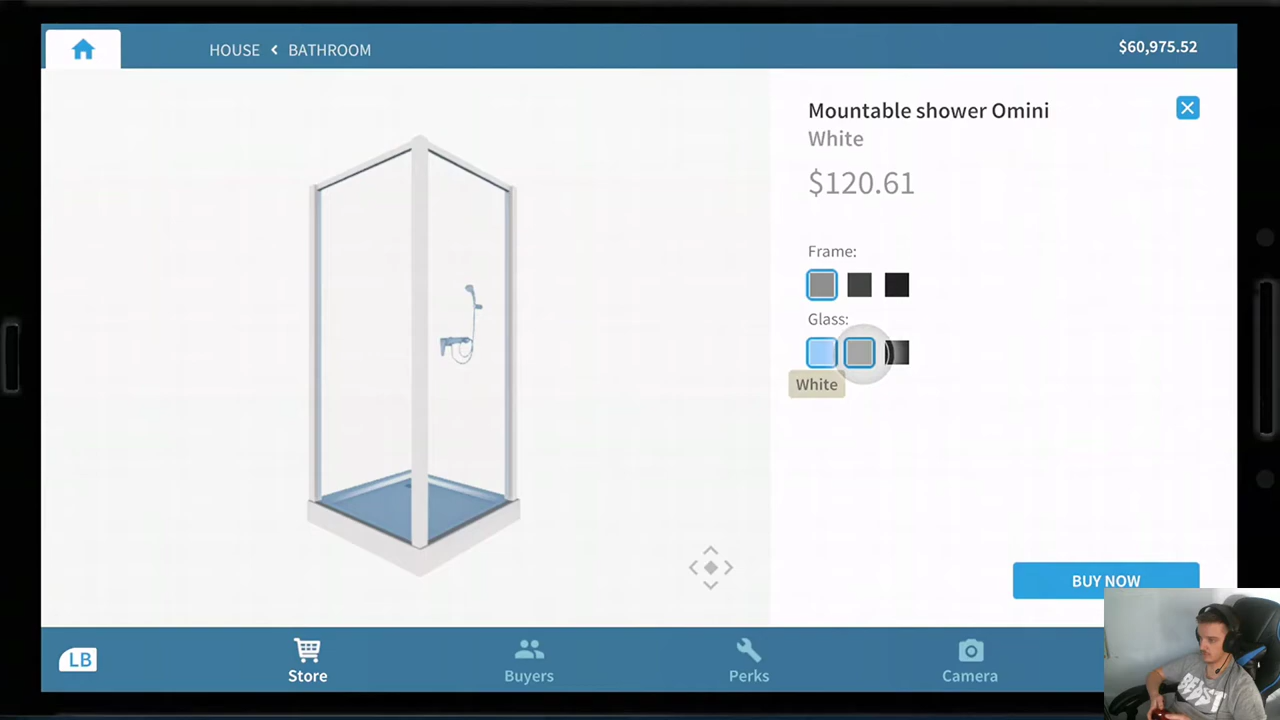 HOUSE < BATHROOM
$60,975.52
Mountable shower Omini
White
$120.61
Frame:
Glass:
White
BUY NOW
LB
Store
Buyers
Perks
Camera
BEAST